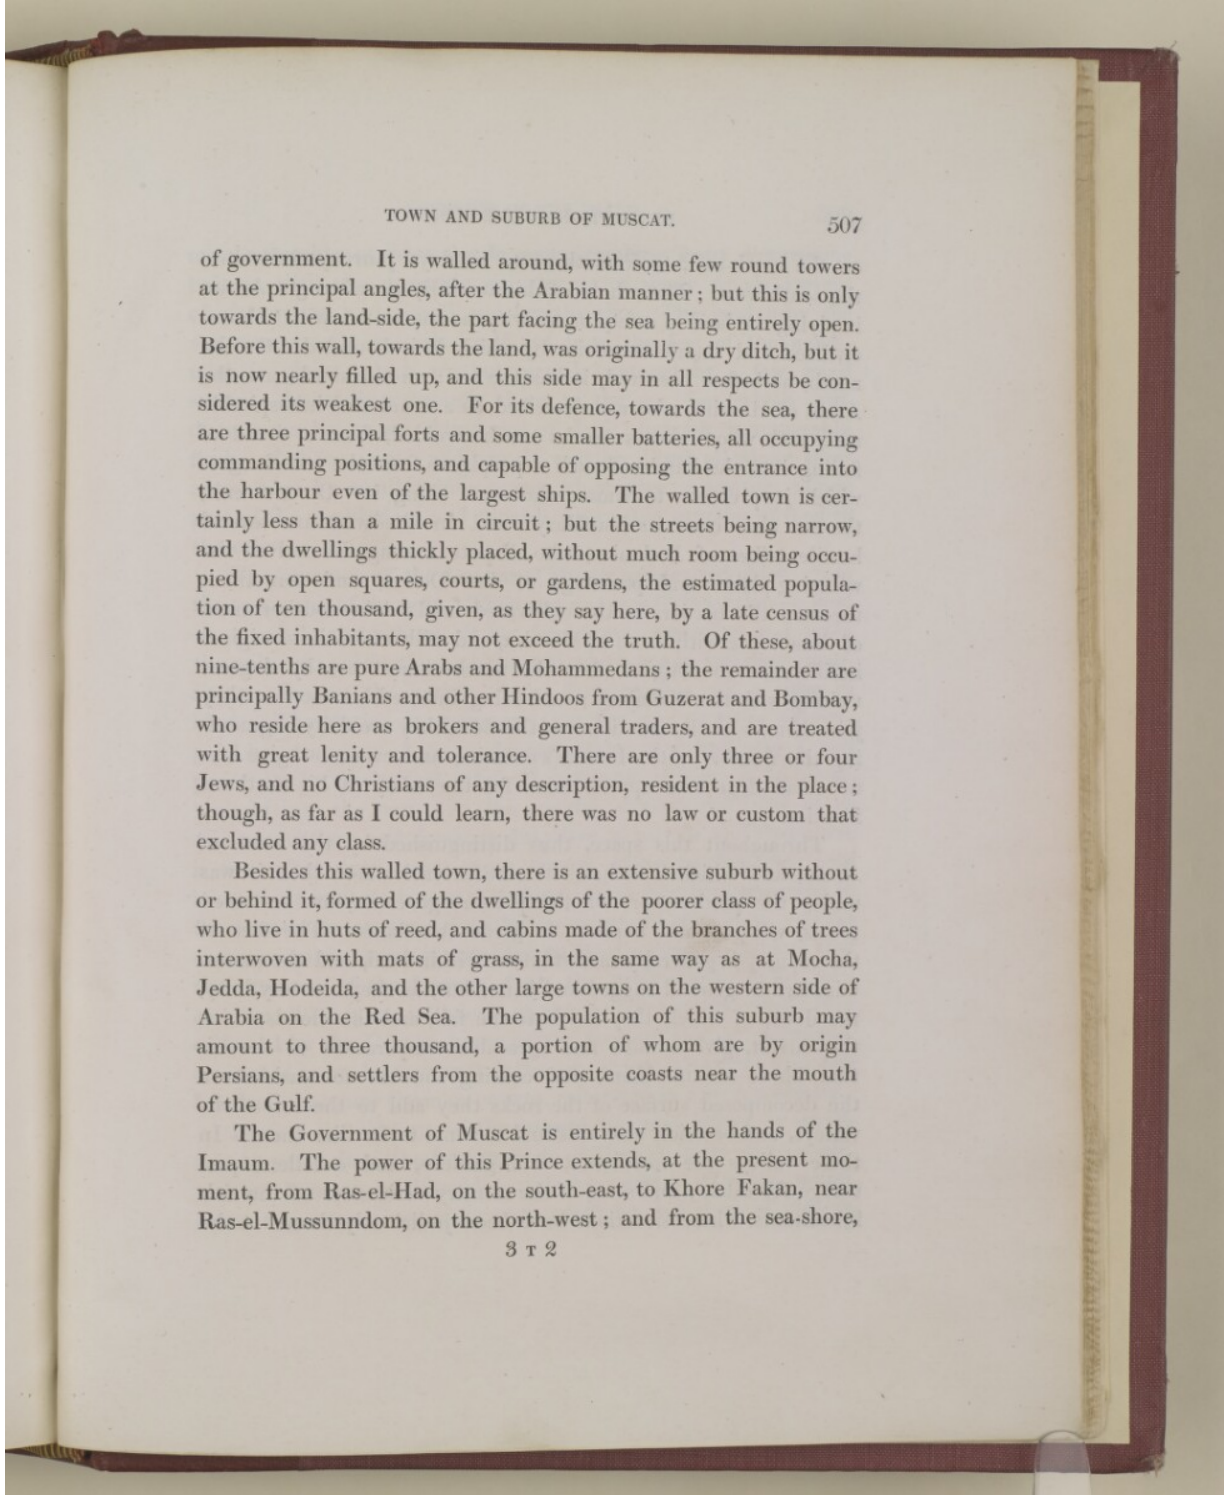 TOWN AND SUBURB OF MUSCAT. 507
of government. It is walled around, with some few round towers
at the principal angles, after the Arabian manner; but this is only
towards the land-side, the part facing the sea being entirely open.
Before this wall, towards the land, was originally a dry ditch, but it
is now nearly filled up, and this side may in all respects be con-
sidered its weakest one. For its defence, towards the sea, there
are three principal forts and some smaller batteries, all occupying
commanding positions, and capable of opposing the entrance into
the harbour even of the largest ships. The walled town is cer-
tainly less than a mile in circuit; but the streets being narrow,
and the dwellings thickly placed, without much room being occu-
pied by open squares, courts, or gardens, the estimated popula-
tion of ten thousand, given, as they say here, by a late census of
the fixed inhabitants, may not exceed the truth. Of these, about
nine-tenths are pure Arabs and Mohammedans; the remainder are
principally Banians and other Hindoos from Guzerat and Bombay,
who reside here as brokers and general traders, and are treated
with great lenity and tolerance. There are only three or four
Jews, and no Christians of any description, resident in the place;
though, as far as I could learn, there was no law or custom that
excluded any class.
Besides this walled town, there is an extensive suburb without
or behind it, formed of the dwellings of the poorer class of people,
who live in huts of reed, and cabins made of the branches of trees
interwoven with mats of grass, in the same way as at Mocha,
Jedda, Hodeida, and the other large towns on the western side of
Arabia on the Red Sea. The population of this suburb may
amount to three thousand, a portion of whom are by origin
Persians, and settlers from the opposite coasts near the mouth
of the Gulf.
The Government of Muscat is entirely in the hands of the
Imaum. The power of this Prince extends, at the present mo-
ment, from Ras-el-Had, on the south-east, to Khore Fakan, near
Ras-el-Mussunndom, on the north-west; and from the sea-shore,
3 T 2